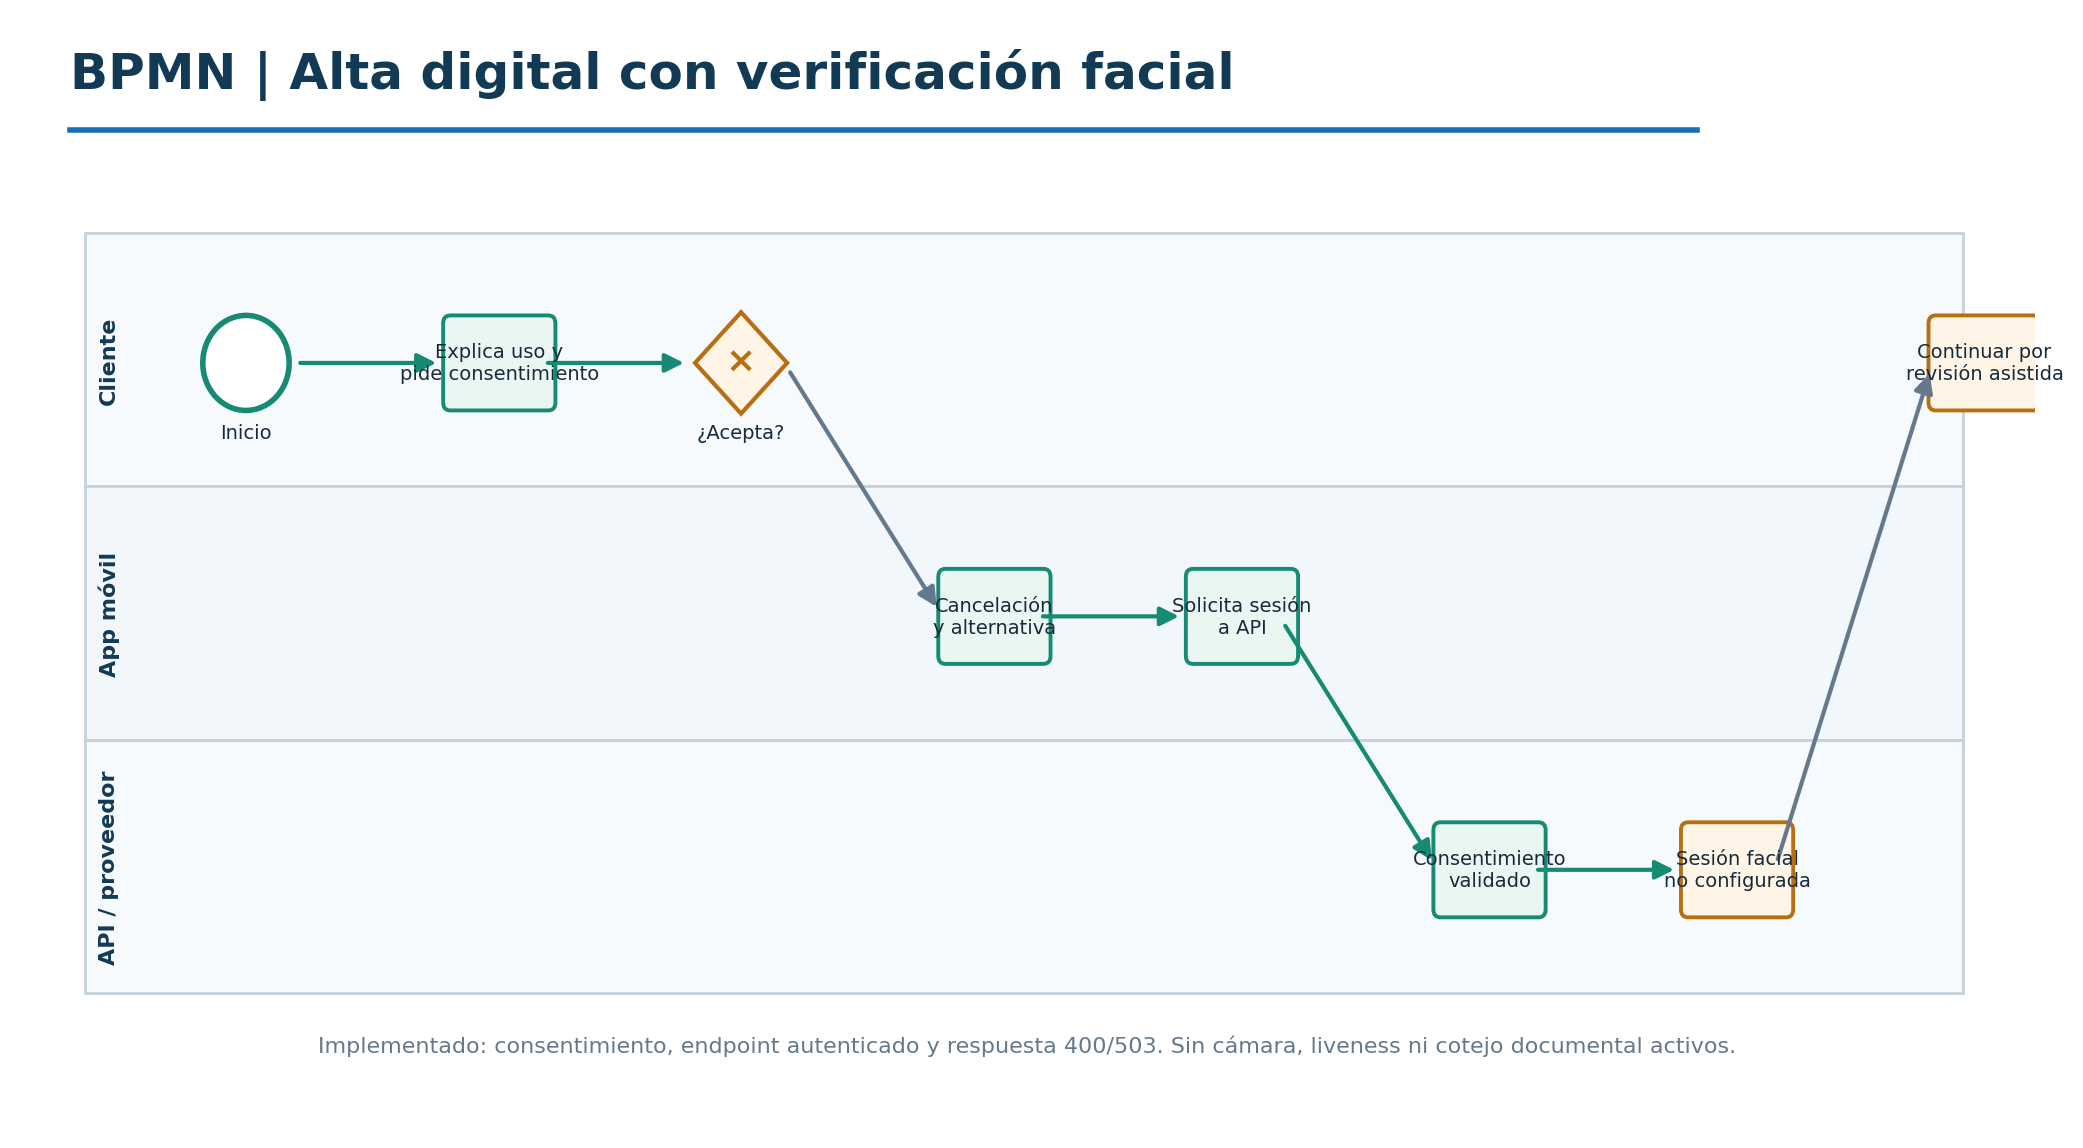 BPMN | Alta digital con verificación facial
Cliente
Inicio
Explica uso y
pide consentimiento
¿Acepta?
Continuar por
revisión asistida
App móvil
Cancelación
y alternativa
Solicita sesión
a API
API / proveedor
Consentimiento
validado
Sesión facial
no configurada
Implementado: consentimiento, endpoint autenticado y respuesta 400/503. Sin cámara, liveness ni cotejo documental activos.